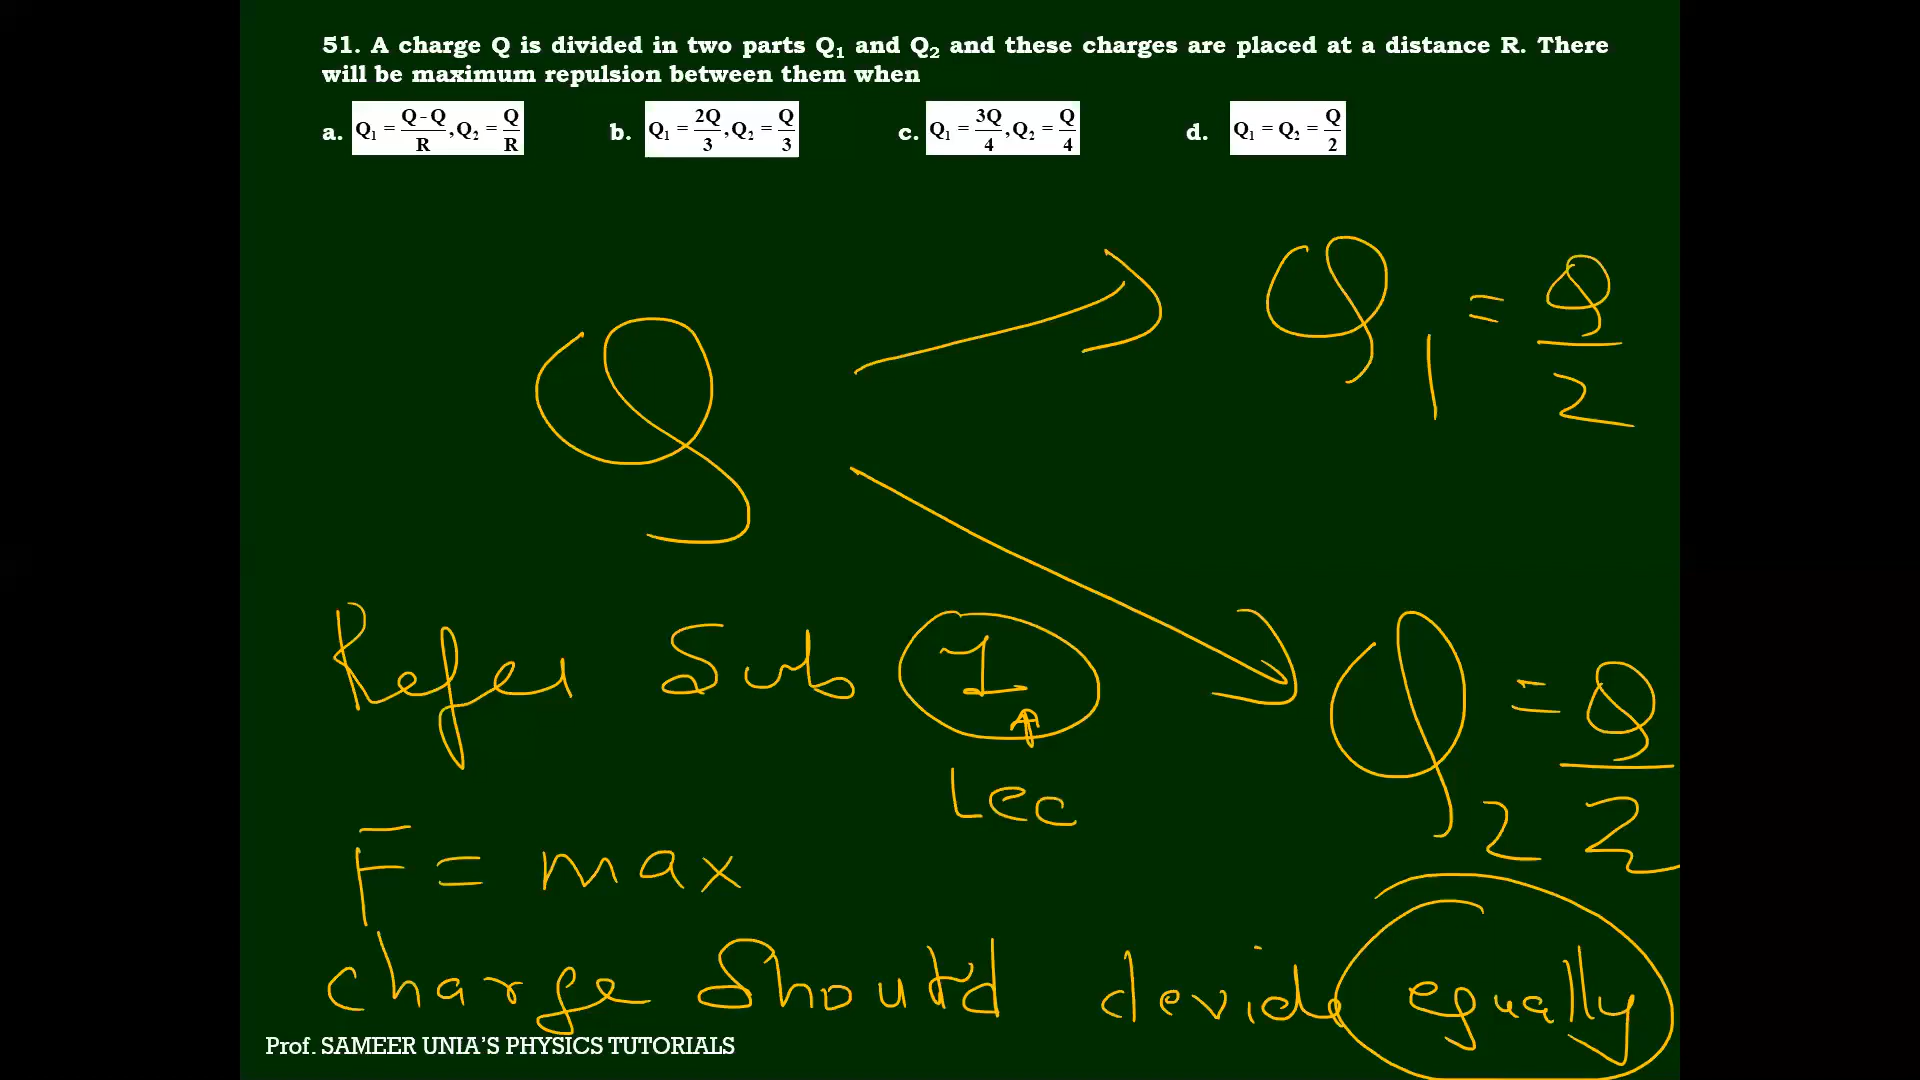 51. A charge Q is divided in two parts Q₁ and Q₂ and these charges are placed at a distance R. There
will be maximum repulsion between them when
a. Q₁ = (Q-Q)/R, Q₂ = Q/R b. Q₁ = 2Q/3, Q₂ = Q/3 c. Q₁ = 3Q/4, Q₂ = Q/4 d. Q₁ = Q₂ = Q/2
Q₁ = Q/2
Q
Refer Sub 1
Q₂ = Q/2
Lec
F = max
charge Should devide equally
Prof. SAMEER UNIA'S PHYSICS TUTORIALS